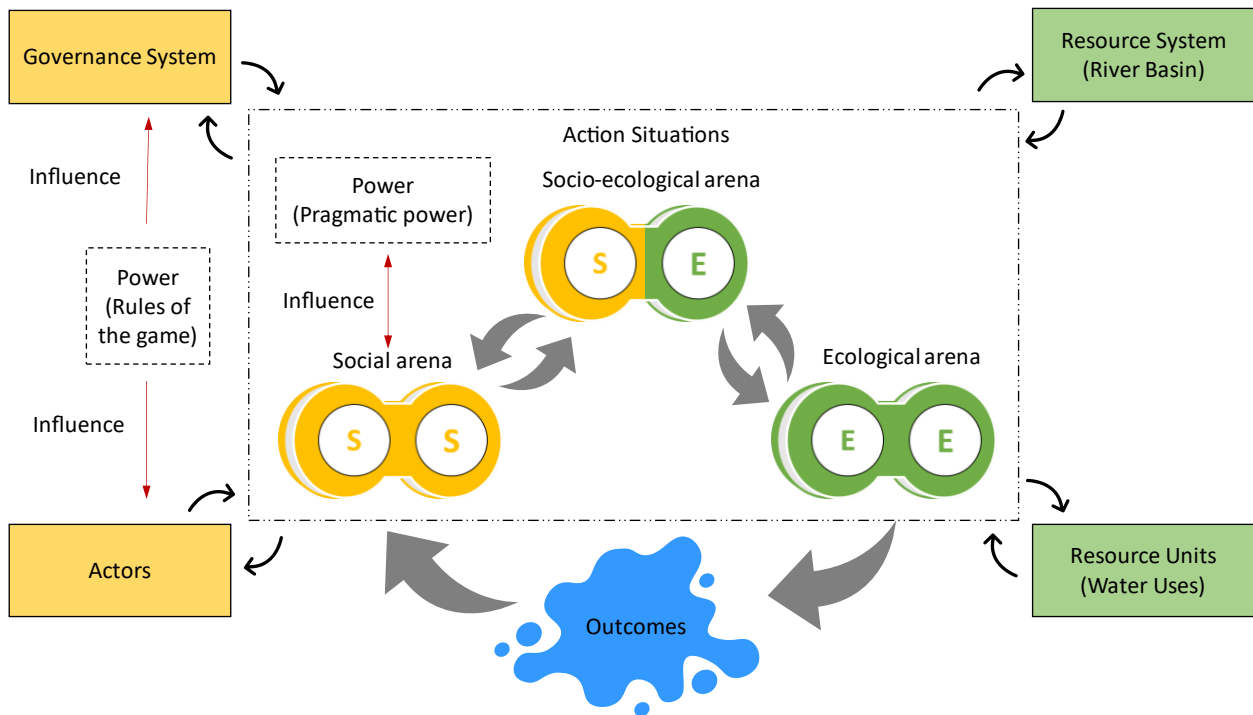 Governance System
Resource System
(River Basin)
Action Situations
Socio-ecological arena
Influence
Power
(Pragmatic power)
S
E
Power
(Rules of
the game)
Influence
Social arena
Ecological arena
Influence
S
S
E
E
Actors
Outcomes
Resource Units
(Water Uses)